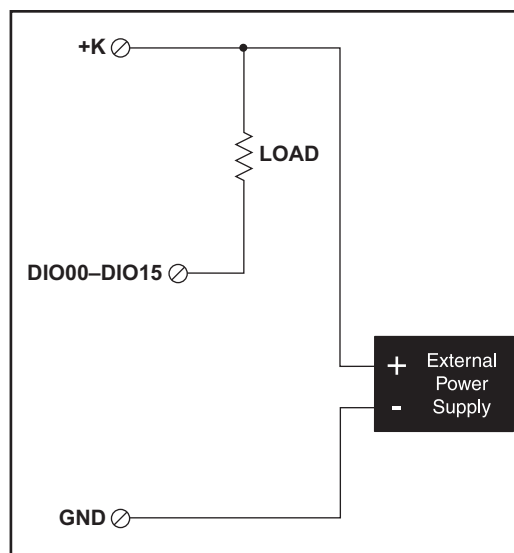 +K
LOAD
DIO00–DIO15
+ External
Power
- Supply
GND